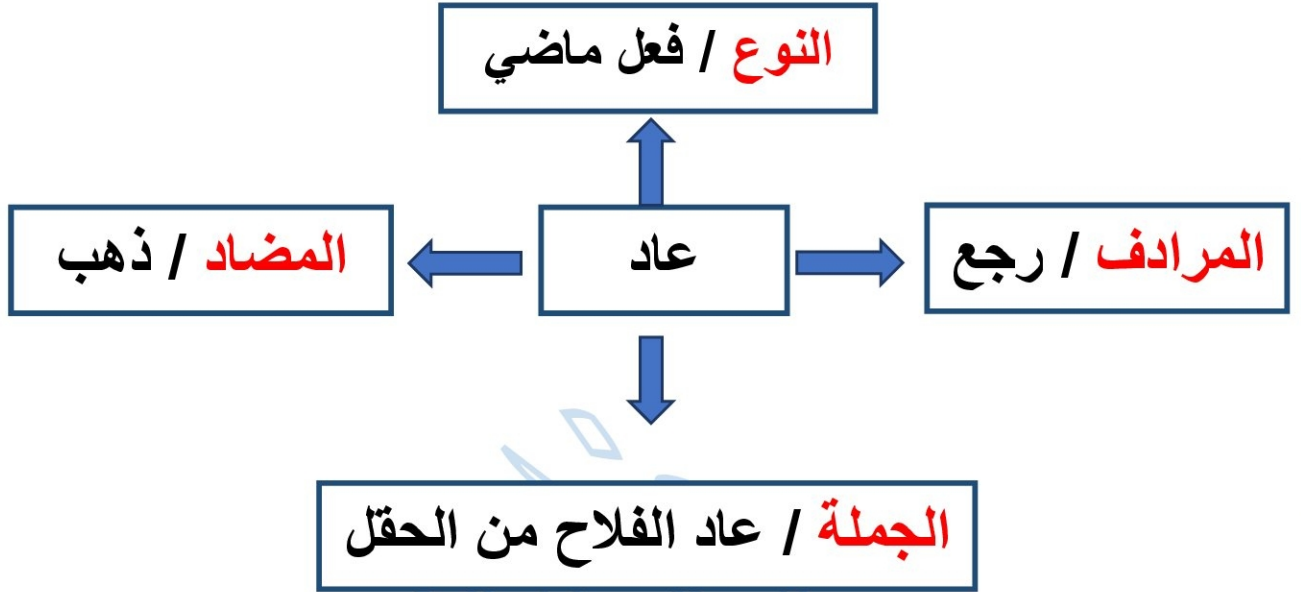 النوع / فعل ماضي
المرادف / رجع
عاد
المضاد / ذهب
الجملة / عاد الفلاح من الحقل